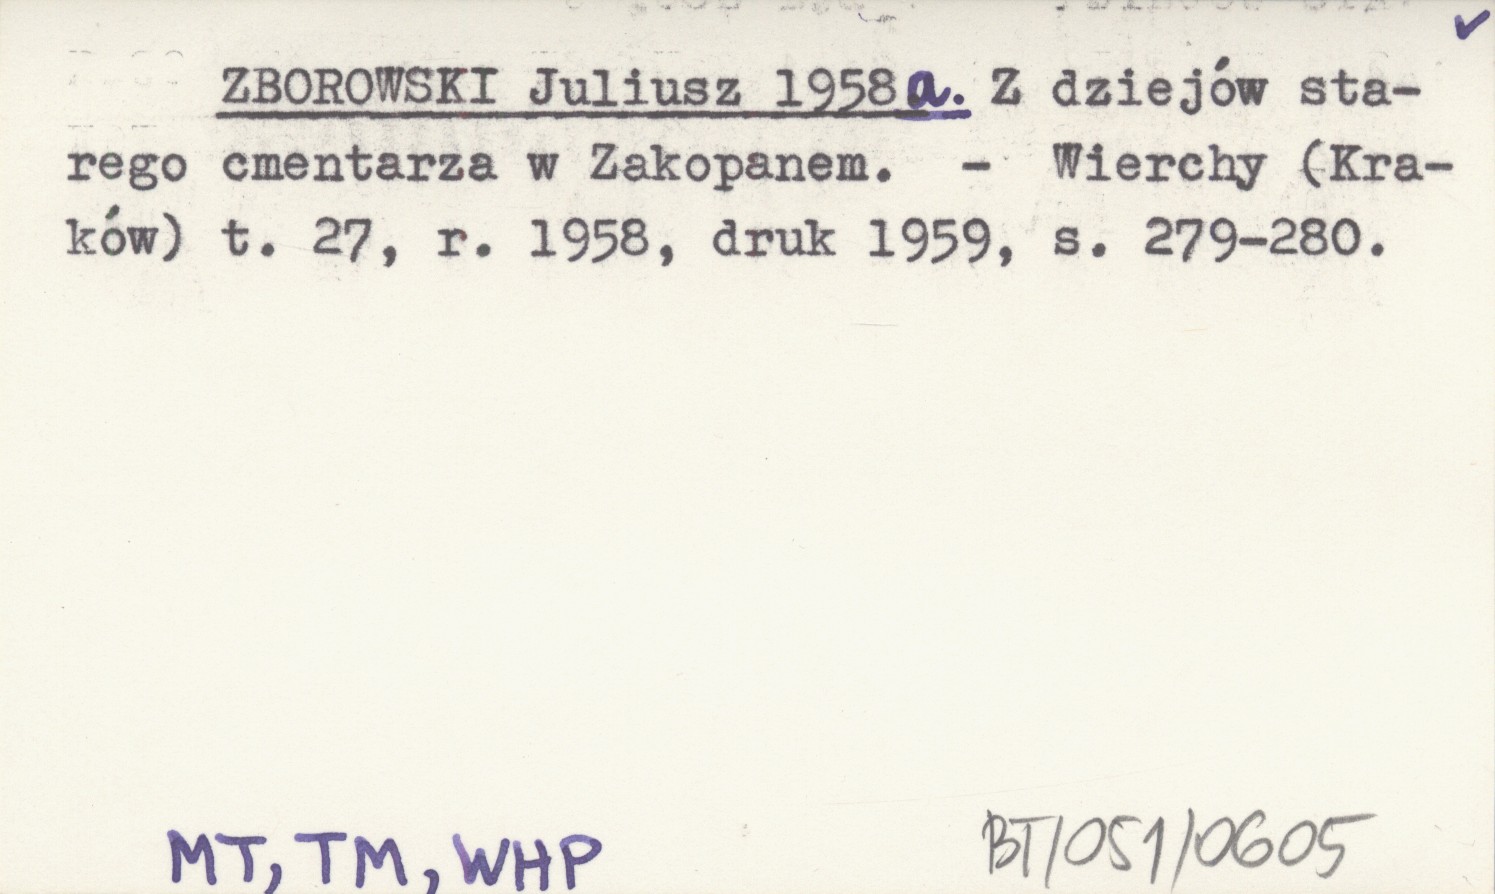 ZBOROWSKI Juliusz 1958a. Z dziejów sta-
rego cmentarza w Zakopanem. - Wierchy (Kra-
ków) t. 27, r. 1958, druk 1959, s. 279-280.
MT, TM, WHP
BT/051/0605